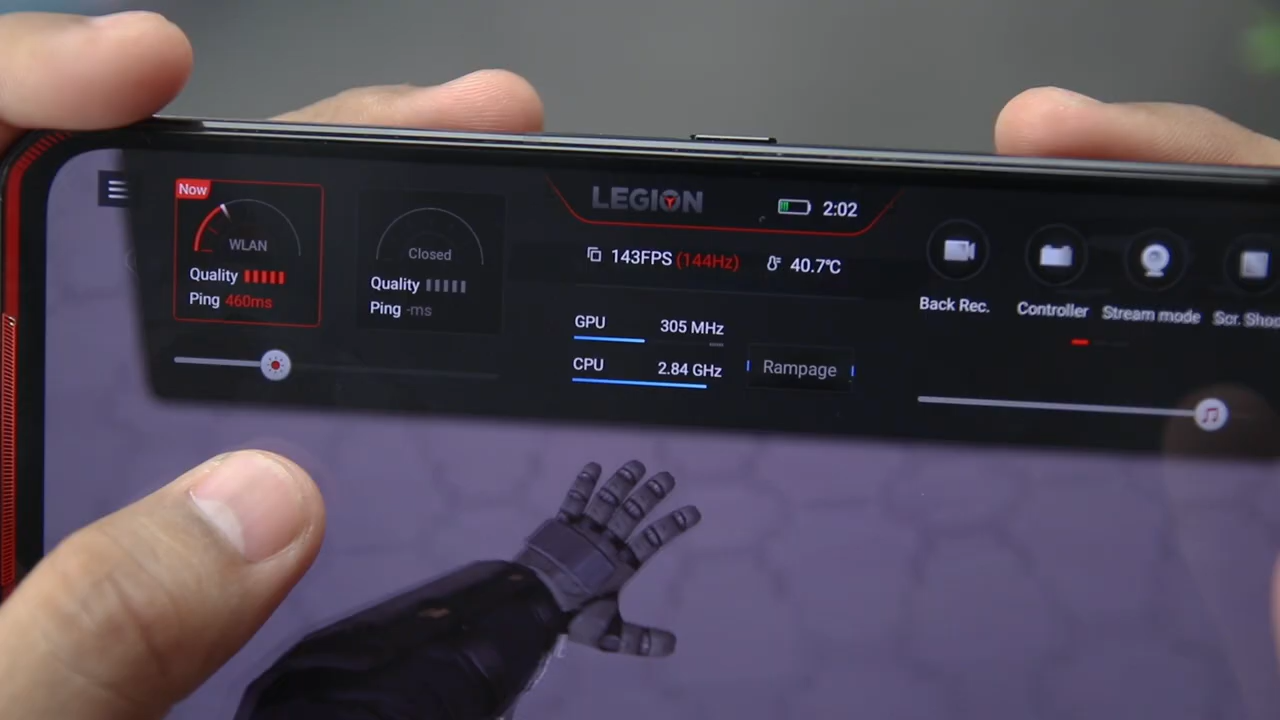 Now
WLAN
Quality
Ping 460ms
Closed
Quality
Ping -ms
LEGION
2:02
143FPS (144Hz)
40.7℃
GPU 305 MHz
CPU 2.84 GHz
Rampage
Back Rec.
Controller
Stream mode
Scr. Sho